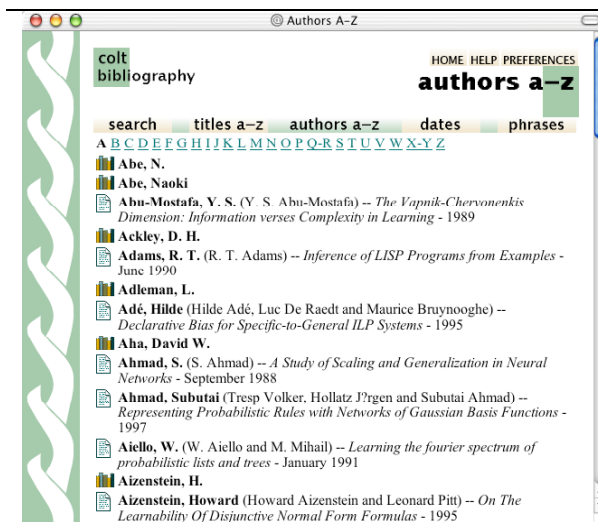 Authors A-Z
colt
bibliography
HOME HELP PREFERENCES
authors a–z
search titles a–z authors a–z dates phrases
A B C D E F G H I J K L M N O P Q-R S T U V W X-Y Z
Abe, N.
Abe, Naoki
Abu-Mostafa, Y. S. (Y. S. Abu-Mostafa) -- The Vapnik-Chervonenkis
Dimension: Information verses Complexity in Learning - 1989
Ackley, D. H.
Adams, R. T. (R. T. Adams) -- Inference of LISP Programs from Examples -
June 1990
Adleman, L.
Adé, Hilde (Hilde Adé, Luc De Raedt and Maurice Bruynooghe) --
Declarative Bias for Specific-to-General ILP Systems - 1995
Aha, David W.
Ahmad, S. (S. Ahmad) -- A Study of Scaling and Generalization in Neural
Networks - September 1988
Ahmad, Subutai (Tresp Volker, Hollatz J?rgen and Subutai Ahmad) --
Representing Probabilistic Rules with Networks of Gaussian Basis Functions -
1997
Aiello, W. (W. Aiello and M. Mihail) -- Learning the fourier spectrum of
probabilistic lists and trees - January 1991
Aizenstein, H.
Aizenstein, Howard (Howard Aizenstein and Leonard Pitt) -- On The
Learnability Of Disjunctive Normal Form Formulas - 1995